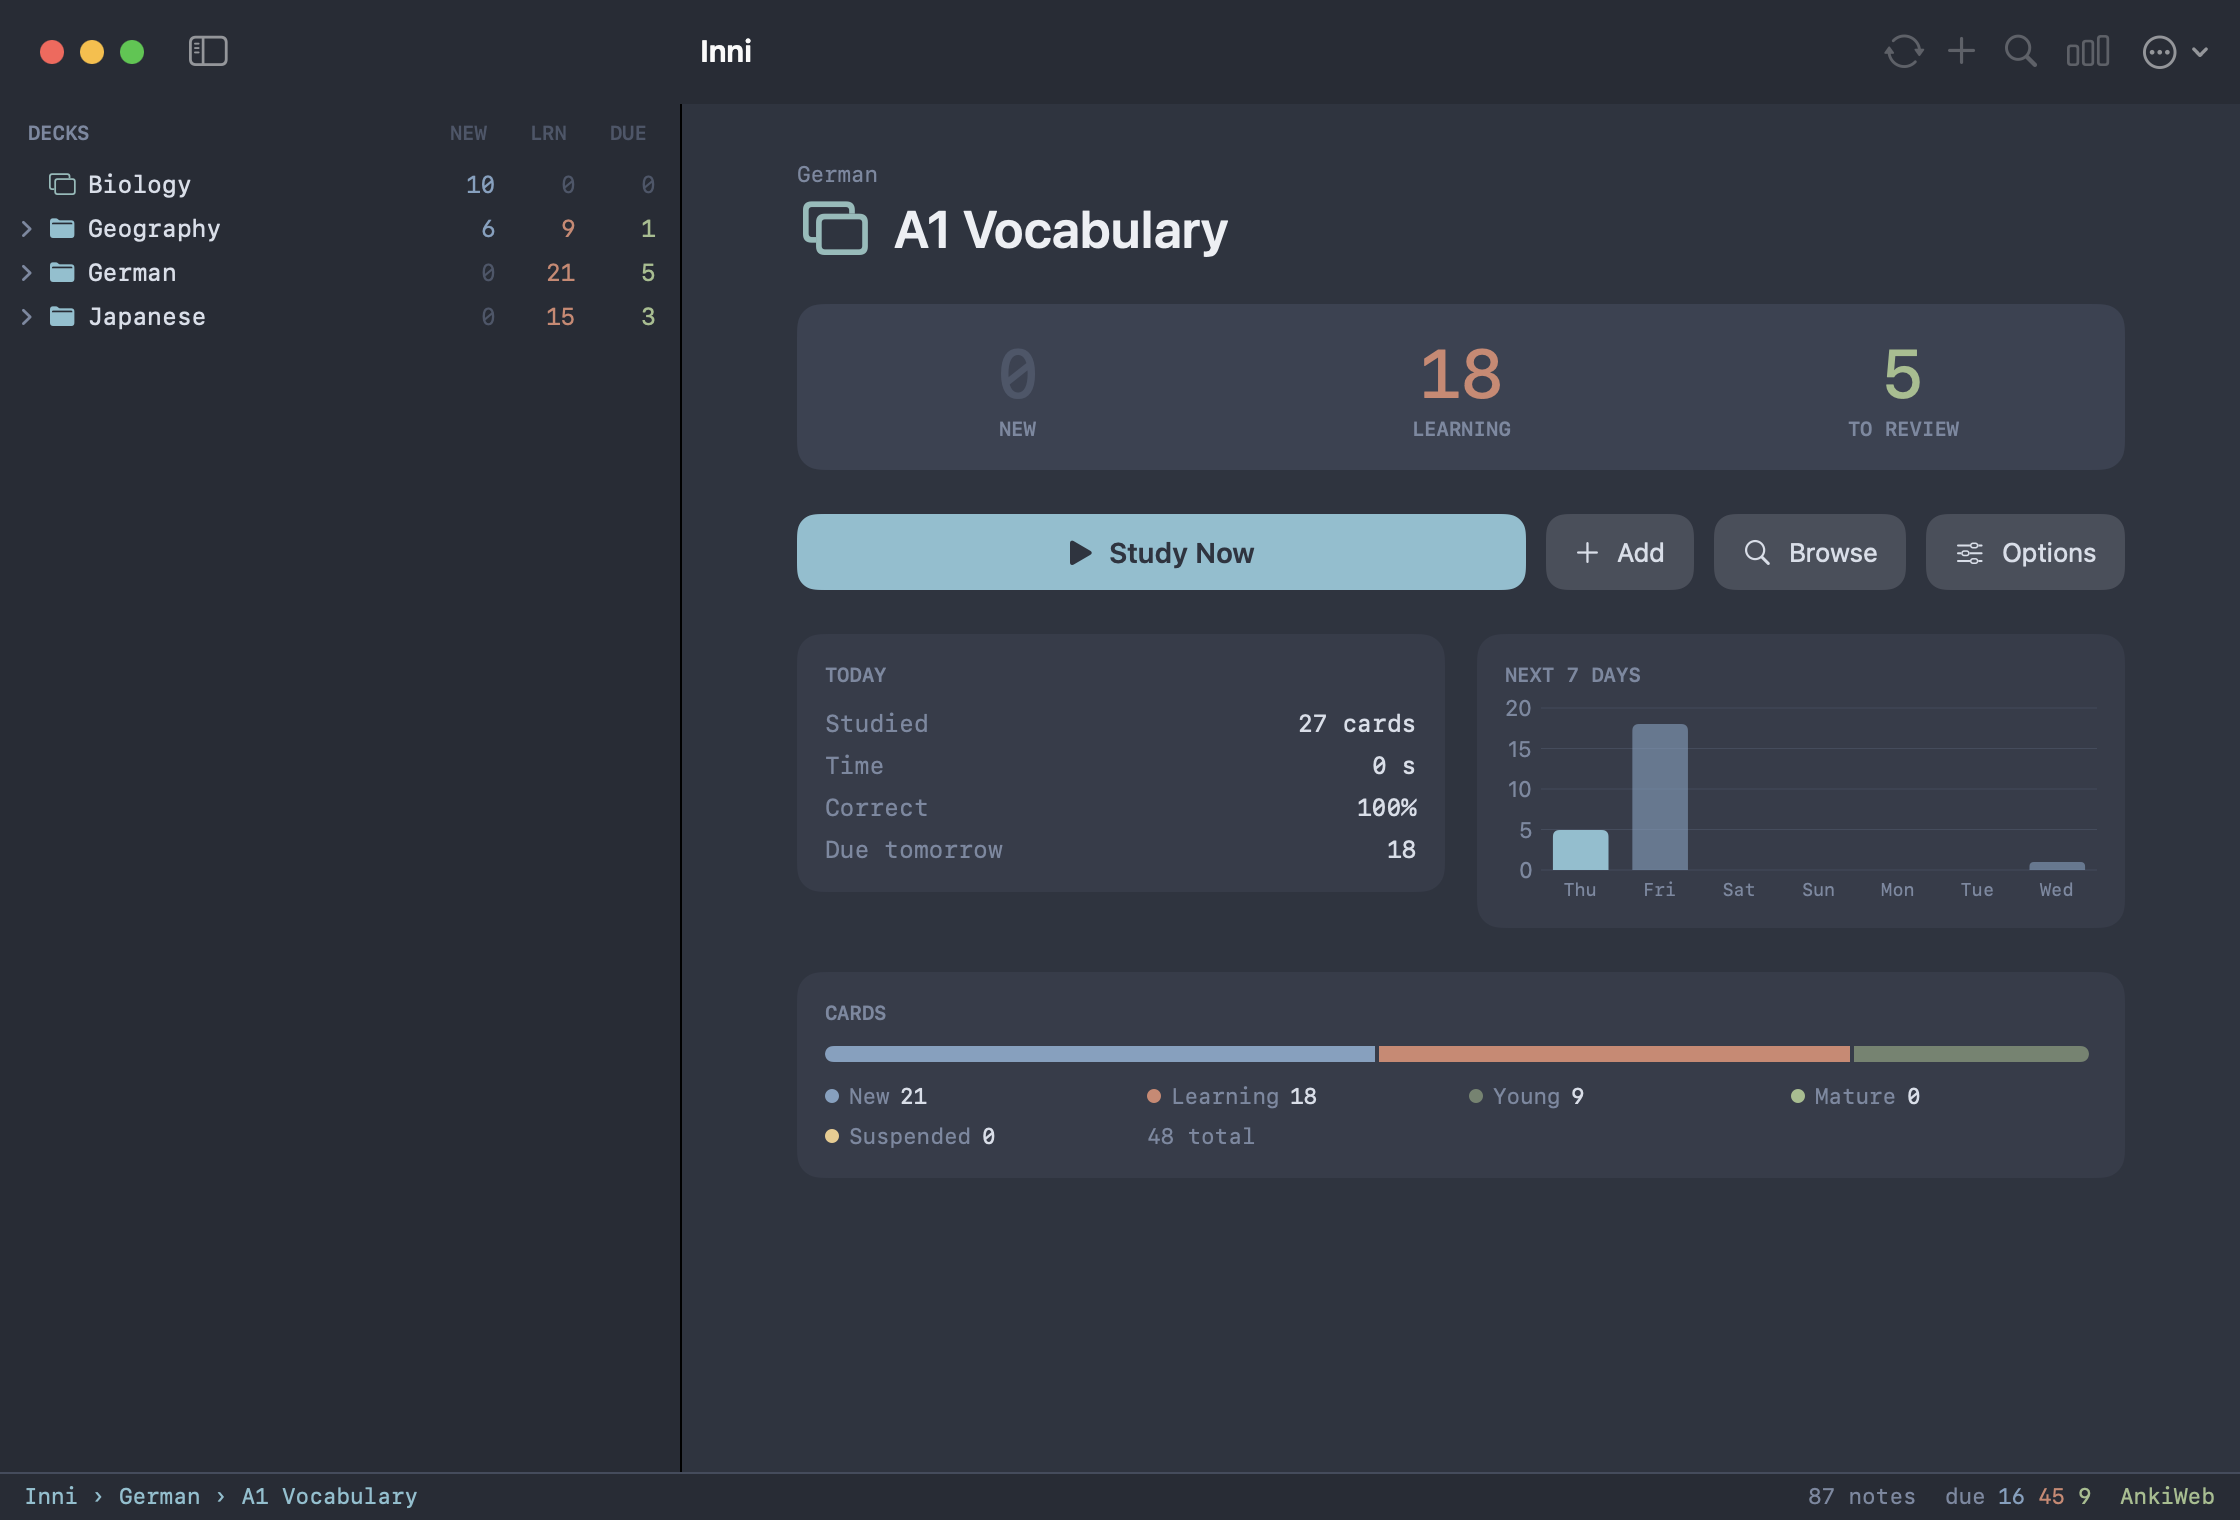 Inni
DECKS NEW LRN DUE
Biology 10 0 0
Geography 6 9 1
German 0 21 5
Japanese 0 15 3
German
A1 Vocabulary
0 18 5
NEW LEARNING TO REVIEW
Study Now Add Browse Options
TODAY
Studied 27 cards
Time 0 s
Correct 100%
Due tomorrow 18
NEXT 7 DAYS
20
15
10
5
0
Thu Fri Sat Sun Mon Tue Wed
CARDS
New 21 Learning 18 Young 9 Mature 0
Suspended 0 48 total
Inni › German › A1 Vocabulary 87 notes due 16 45 9 AnkiWeb